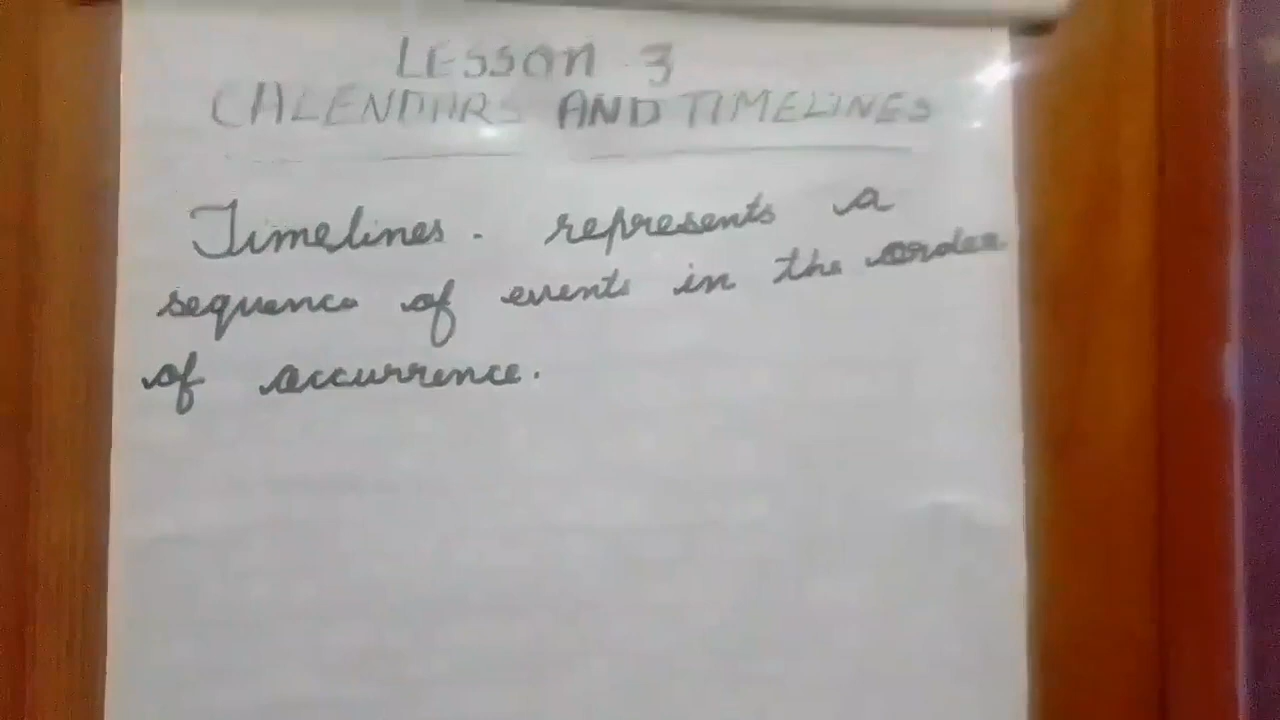 LESSON 3
CALENDARS AND TIMELINES
Timelines. represents a
sequence of events in the order
of occurrence.